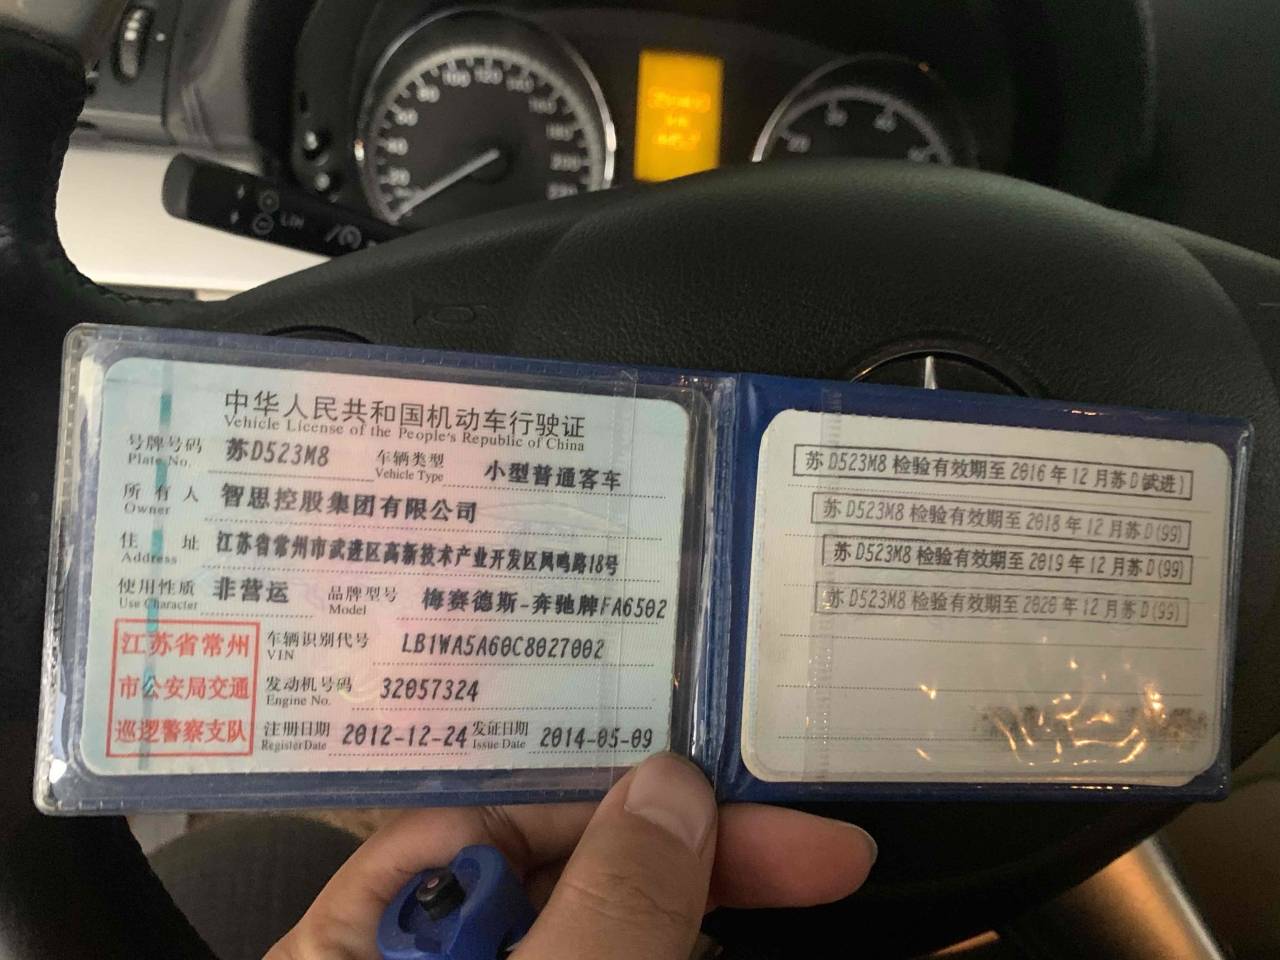 中华人民共和国机动车行驶证
Vehicle License of the People's Republic of China
号牌号码 苏D523M8 车辆类型 小型普通客车
Plate No. Vehicle Type
所有人 智思控股集团有限公司
Owner
住址 江苏省常州市武进区高新技术产业开发区凤鸣路18号
Address
使用性质 非营运 品牌型号 梅赛德斯-奔驰牌FA6502
Use Character Model
江苏省常州
市公安局交通
巡逻警察支队
车辆识别代号 LB1WA5A60C8027002
VIN
发动机号码 32057324
Engine No.
注册日期 2012-12-24 发证日期 2014-05-09
Register Date Issue Date
苏D523M8 检验有效期至 2016 年 12 月苏D(武进)
苏D523M8 检验有效期至 2018 年 12 月苏D(99)
苏D523M8 检验有效期至 2019 年 12 月苏D(99)
苏D523M8 检验有效期至 2020 年 12 月苏D(99)
20 40 80 100 120
LIM